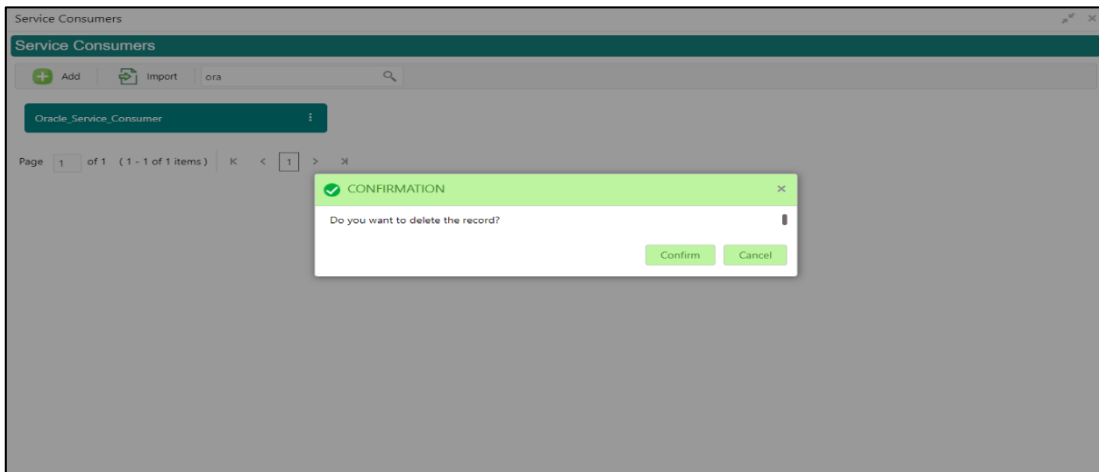 Service Consumers
Service Consumers
Add Import ora
Oracle_Service_Consumer
Page 1 of 1 ( 1 - 1 of 1 items ) K < 1 > Ʞ
CONFIRMATION
Do you want to delete the record?
Confirm Cancel